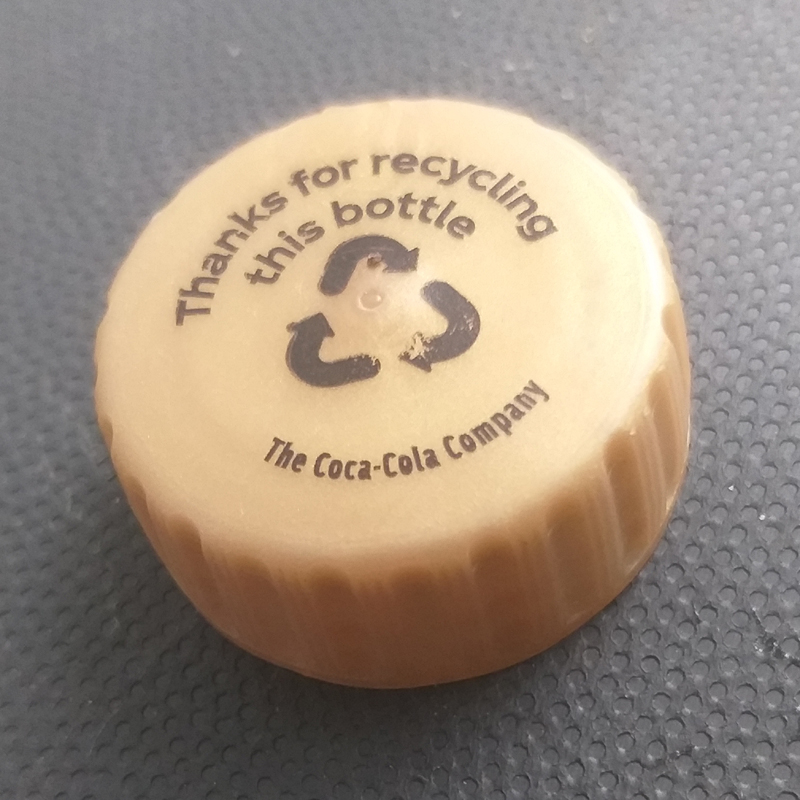 Thanks for recycling
this bottle
The Coca-Cola Company